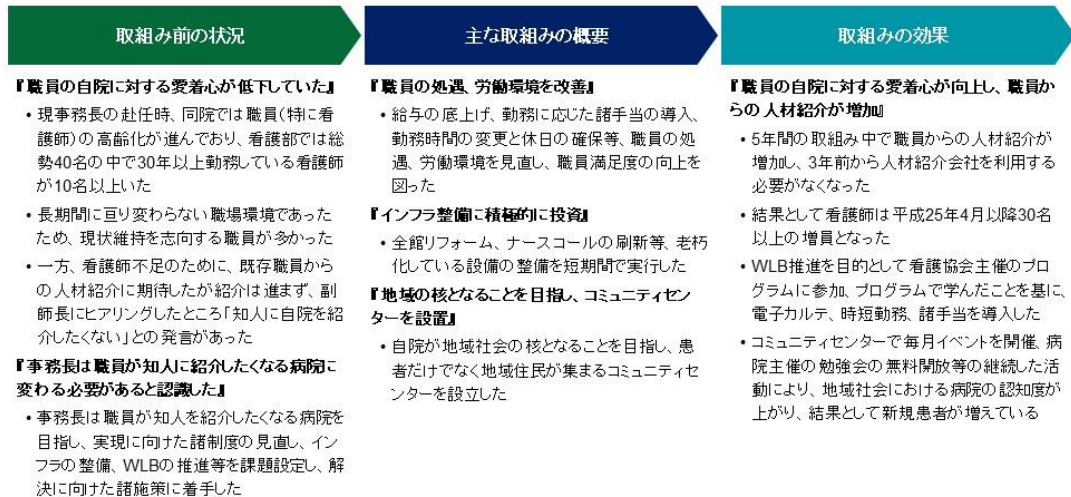 取組み前の状況
『職員の自院に対する愛着心が低下していた』
• 現事務長の赴任時、同院では職員(特に看
護師)の高齢化が進んでおり、看護部では総
勢40名の中で30年以上勤務している看護師
が10名以上いた
• 長期間に亘り変わらない職場環境であった
ため、現状維持を志向する職員が多かった
• 一方、看護師不足のために、既存職員から
の人材紹介に期待したが紹介は進まず、副
師長にヒアリングしたところ「知人に自院を紹
介したくない」との発言があった
『事務長は職員が知人に紹介したくなる病院に
変わる必要があると認識した』
• 事務長は職員が知人を紹介したくなる病院を
目指し、実現に向けた諸制度の見直し、イン
フラの整備、WLBの推進等を課題設定し、解
決に向けた諸施策に着手した
主な取組みの概要
『職員の処遇、労働環境を改善』
• 給与の底上げ、勤務に応じた諸手当の導入、
勤務時間の変更と休日の確保等、職員の処
遇、労働環境を見直し、職員満足度の向上を
図った
『インフラ整備に積極的に投資』
• 全館リフォーム、ナースコールの刷新等、老朽
化している設備の整備を短期間で実行した
『地域の核となることを目指し、コミュニティセン
ターを設置』
• 自院が地域社会の核となることを目指し、患
者だけでなく地域住民が集まるコミュニティセ
ンターを設立した
取組みの効果
『職員の自院に対する愛着心が向上し、職員か
らの人材紹介が増加』
• 5年間の取組み中で職員からの人材紹介が
増加し、3年前から人材紹介会社を利用する
必要がなくなった
• 結果として看護師は平成25年4月以降30名
以上の増員となった
• WLB推進を目的として看護協会主催のプロ
グラムに参加、プログラムで学んだことを基に、
電子カルテ、時短勤務、諸手当を導入した
• コミュニティセンターで毎月イベントを開催、病
院主催の勉強会の無料開放等の継続した活
動により、地域社会における病院の認知度が
上がり、結果として新規患者が増えている